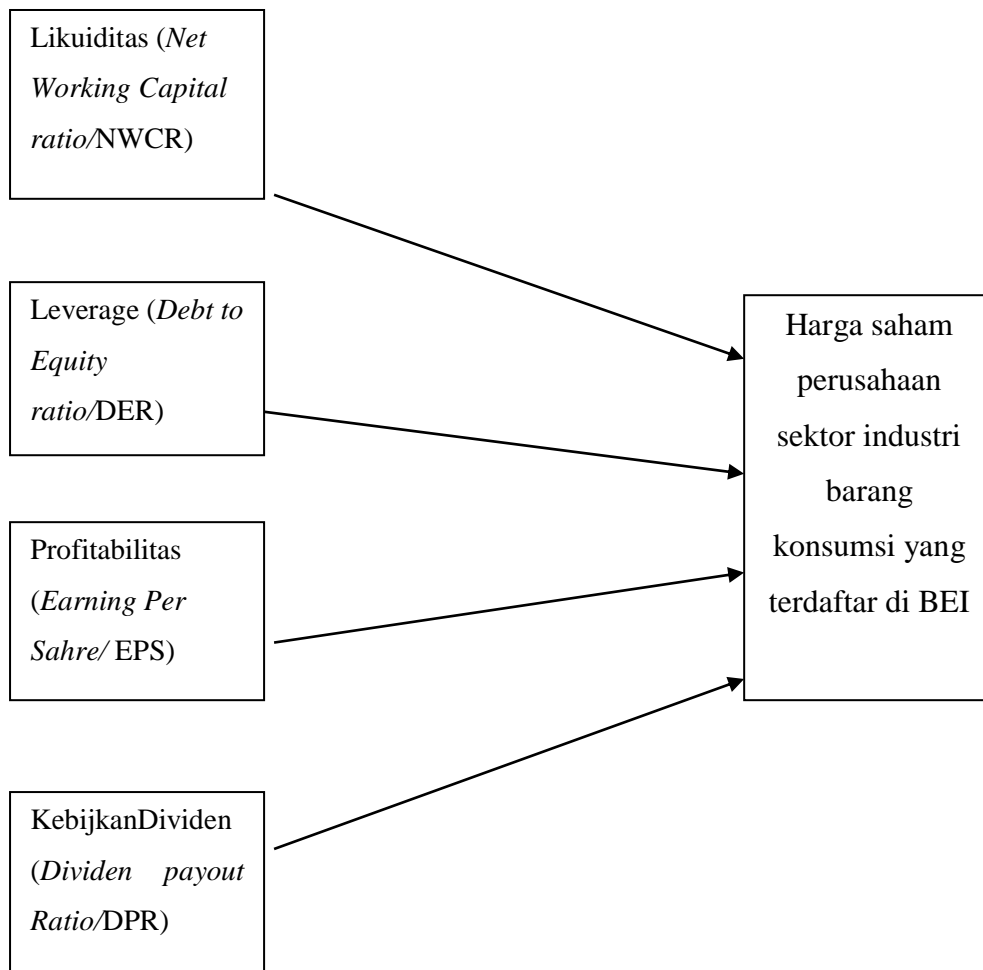 Likuiditas (Net
Working Capital
ratio/NWCR)
Leverage (Debt to
Equity
ratio/DER)
Profitabilitas
(Earning Per
Sahre/ EPS)
KebijkanDividen
(Dividen payout
Ratio/DPR)
Harga saham
perusahaan
sektor industri
barang
konsumsi yang
terdaftar di BEI